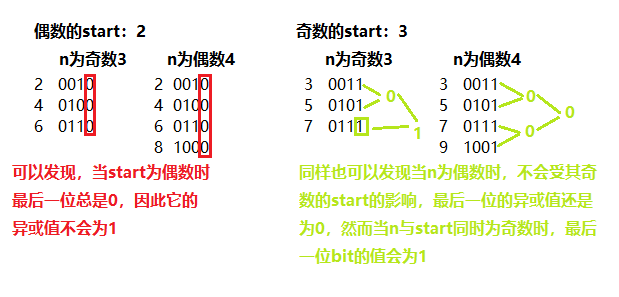 偶数的start：2
n为奇数3 n为偶数4
2 0010 2 0010
4 0100 4 0100
6 0110 6 0110
8 1000
可以发现，当start为偶数时
最后一位总是0，因此它的
异或值不会为1
奇数的start：3
n为奇数3 n为偶数4
3 0011 3 0011
0 0
5 0101 5 0101
0
1
7 0111 7 0111
0
9 1001
同样也可以发现当n为偶数时，不会受其奇
数的start的影响，最后一位的异或值还是
为0，然而当n与start同时为奇数时，最后
一位bit的值会为1